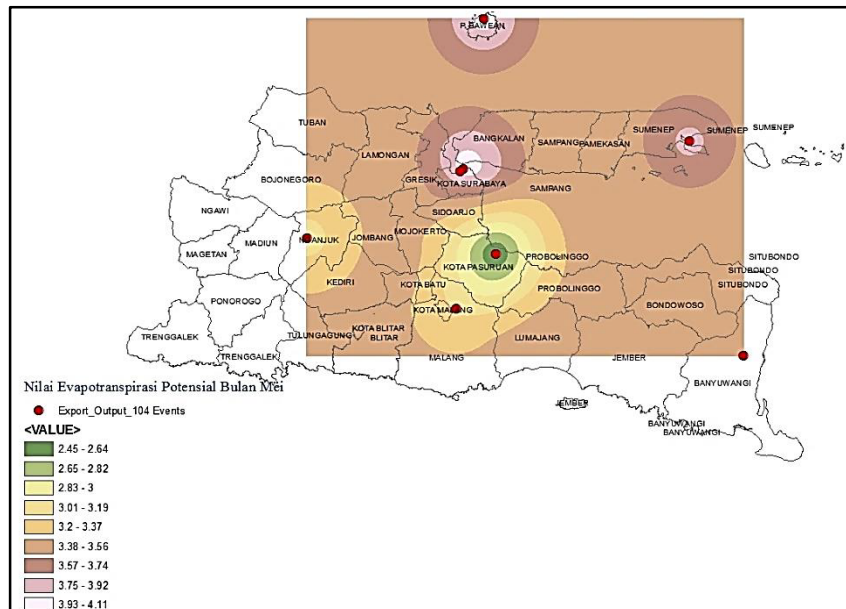 P. BAWEAN
TUBAN
BANGKALAN
SUMENEP
SUMENEP
SUMENEP
LAMONGAN
SAMPANG
PAMEKASAN
BOJONEGORO
GRESIK
KOTA SURABAYA
SAMPANG
NGAWI
SIDOARJO
MADIUN
NGANJUK
JOMBANG
MOJOKERTO
MAGETAN
KOTA PASURUAN
PROBOLINGGO
SITUBONDO
SITUBONDO
SITUBONDO
KEDIRI
KOTA BATU
PROBOLINGGO
PONOROGO
KOTA MALANG
BONDOWOSO
TRENGGALEK
TULUNGAGUNG
KOTA BLITAR
BLITAR
LUMAJANG
TRENGGALEK
MALANG
JEMBER
BANYUWANGI
JEMBER
BANYUWANGI
BANYUWANGI
Nilai Evapotranspirasi Potensial Bulan Mei
Export_Output_104 Events
<VALUE>
2.45 - 2.64
2.65 - 2.82
2.83 - 3
3.01 - 3.19
3.2 - 3.37
3.38 - 3.56
3.57 - 3.74
3.75 - 3.92
3.93 - 4.11